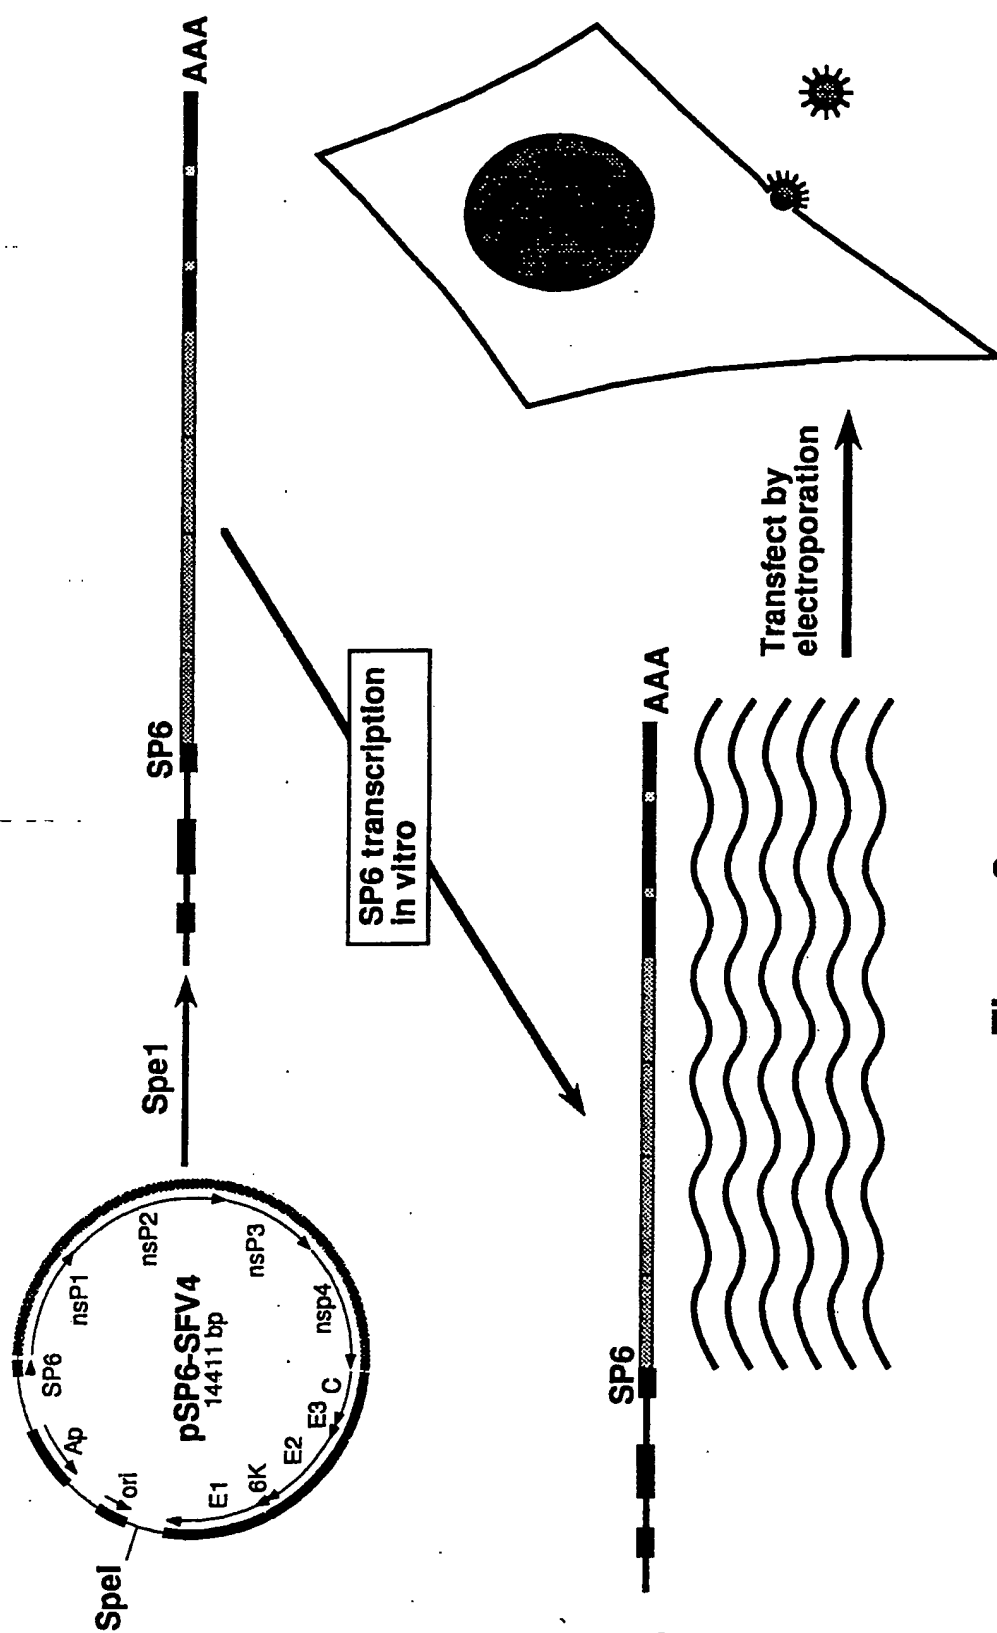 SpeI
ori
Ap
SP6
nsP1
nsP2
nsP3
nsp4
C
E3
E2
6K
E1
pSP6-SFV4
14411 bp
Spe1
SP6
AAA
SP6 transcription
in vitro
SP6
AAA
Transfect by
electroporation